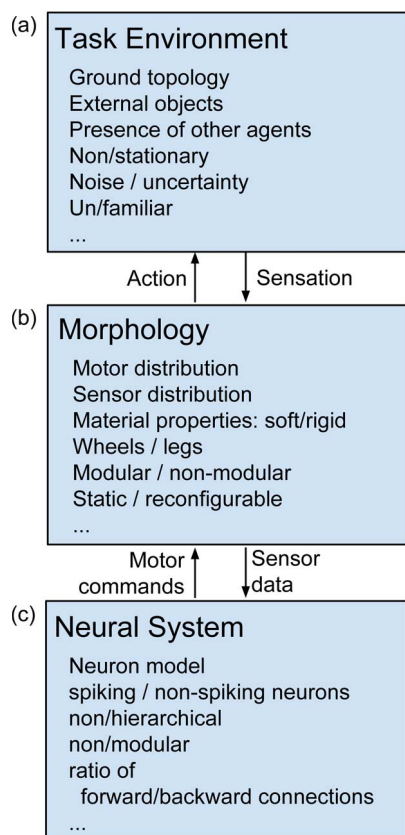 (a)
Task Environment
Ground topology
External objects
Presence of other agents
Non/stationary
Noise / uncertainty
Un/familiar
...
Action
Sensation
(b)
Morphology
Motor distribution
Sensor distribution
Material properties: soft/rigid
Wheels / legs
Modular / non-modular
Static / reconfigurable
...
Motor
commands
Sensor
data
(c)
Neural System
Neuron model
spiking / non-spiking neurons
non/hierarchical
non/modular
ratio of
forward/backward connections
...